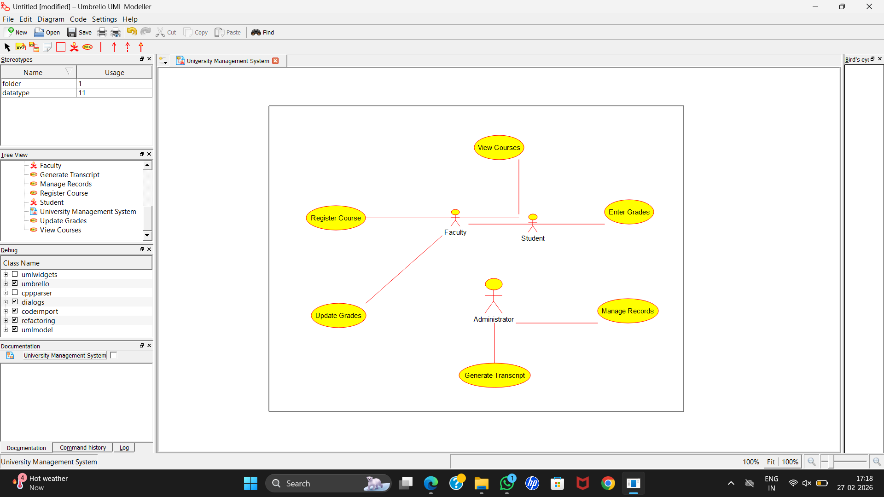 Untitled [modified] – Umbrello UML Modeller
File Edit Diagram Code Settings Help
New Open Save Cut Copy Paste Find
Stereotypes
Name Usage
folder 1
datatype 11
Tree View
Faculty
Generate Transcript
Manage Records
Register Course
Student
University Management System
Update Grades
View Courses
Debug
Class Name
umlwidgets
umbrello
cppparser
dialogs
codeimport
refactoring
umlmodel
Documentation
University Management System
Documentation Command history Log
University Management System
University Management System
View Courses
Register Course
Enter Grades
Faculty
Student
Update Grades
Administrator
Manage Records
Generate Transcript
Bird's eye
100% Fit 100%
4
Hot weather
Now
Search
1
ENG
IN
17:18
27-02-2026